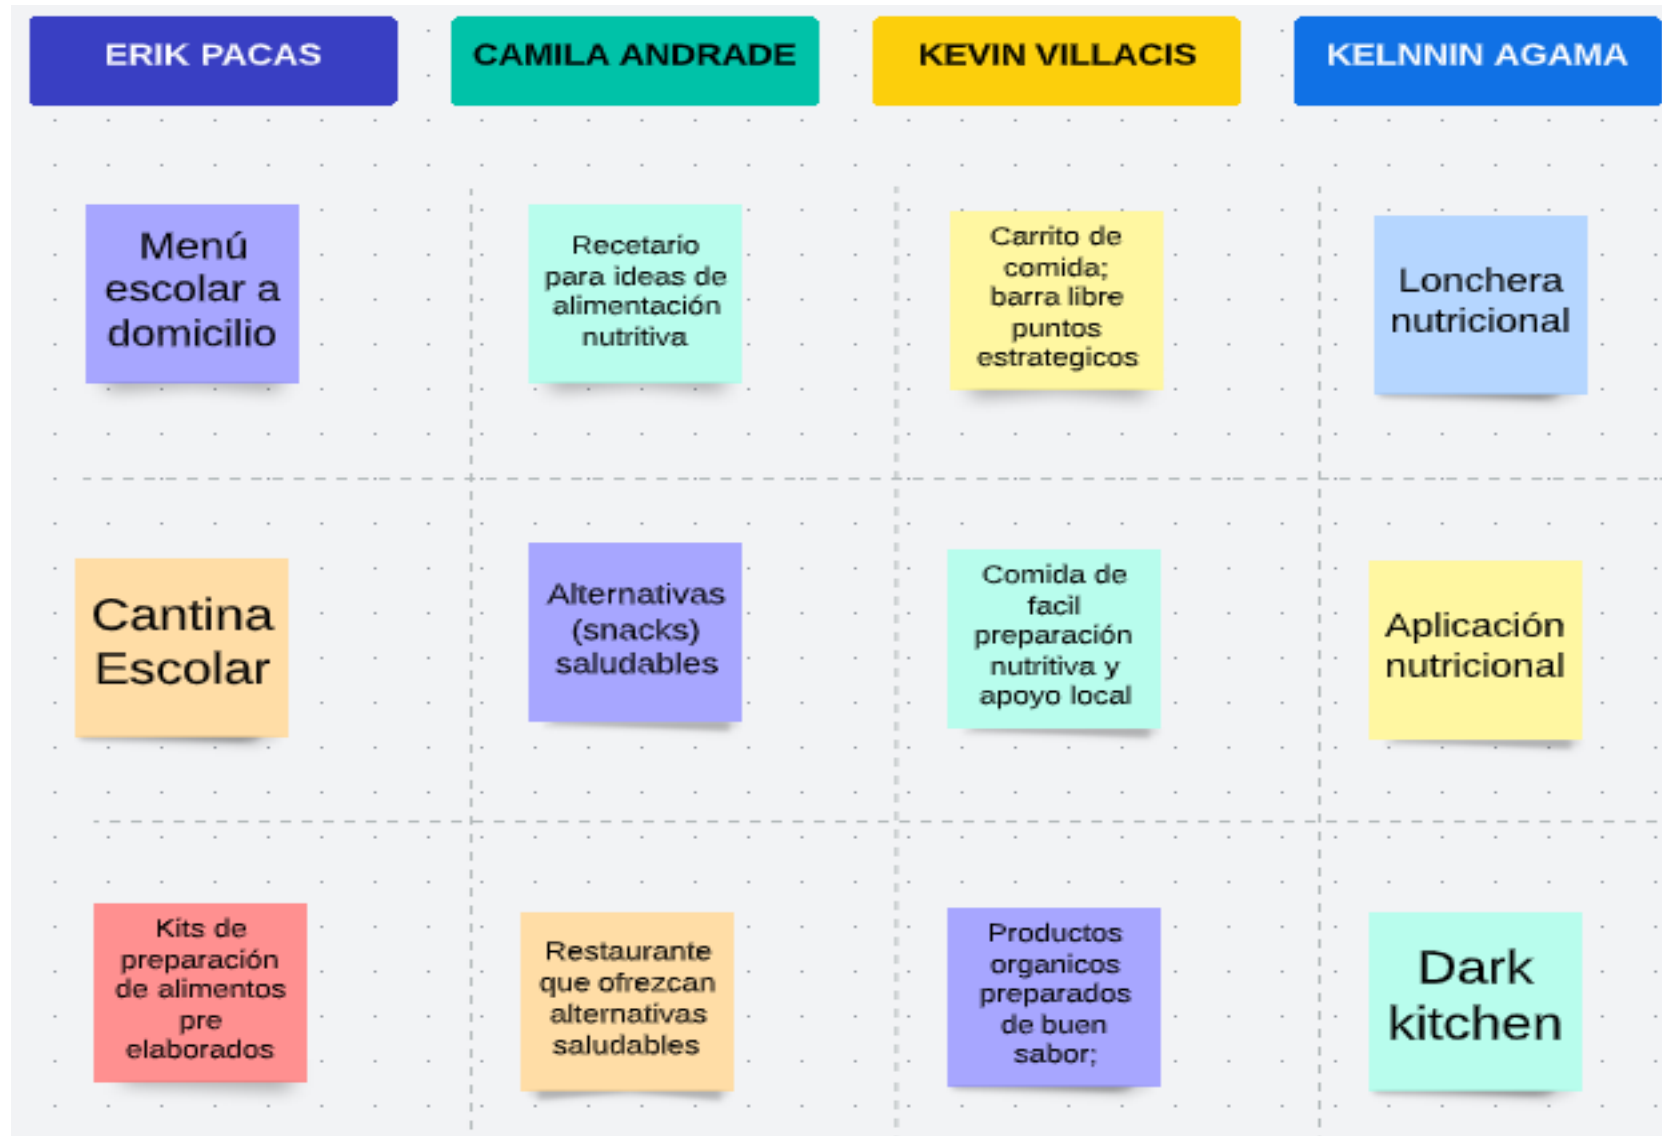 ERIK PACAS
CAMILA ANDRADE
KEVIN VILLACIS
KELNNIN AGAMA
Menú
escolar a
domicilio
Recetario
para ideas de
alimentación
nutritiva
Carrito de
comida;
barra libre
puntos
estrategicos
Lonchera
nutricional
Cantina
Escolar
Alternativas
(snacks)
saludables
Comida de
facil
preparación
nutritiva y
apoyo local
Aplicación
nutricional
Kits de
preparación
de alimentos
pre
elaborados
Restaurante
que ofrezcan
alternativas
saludables
Productos
organicos
preparados
de buen
sabor;
Dark
kitchen